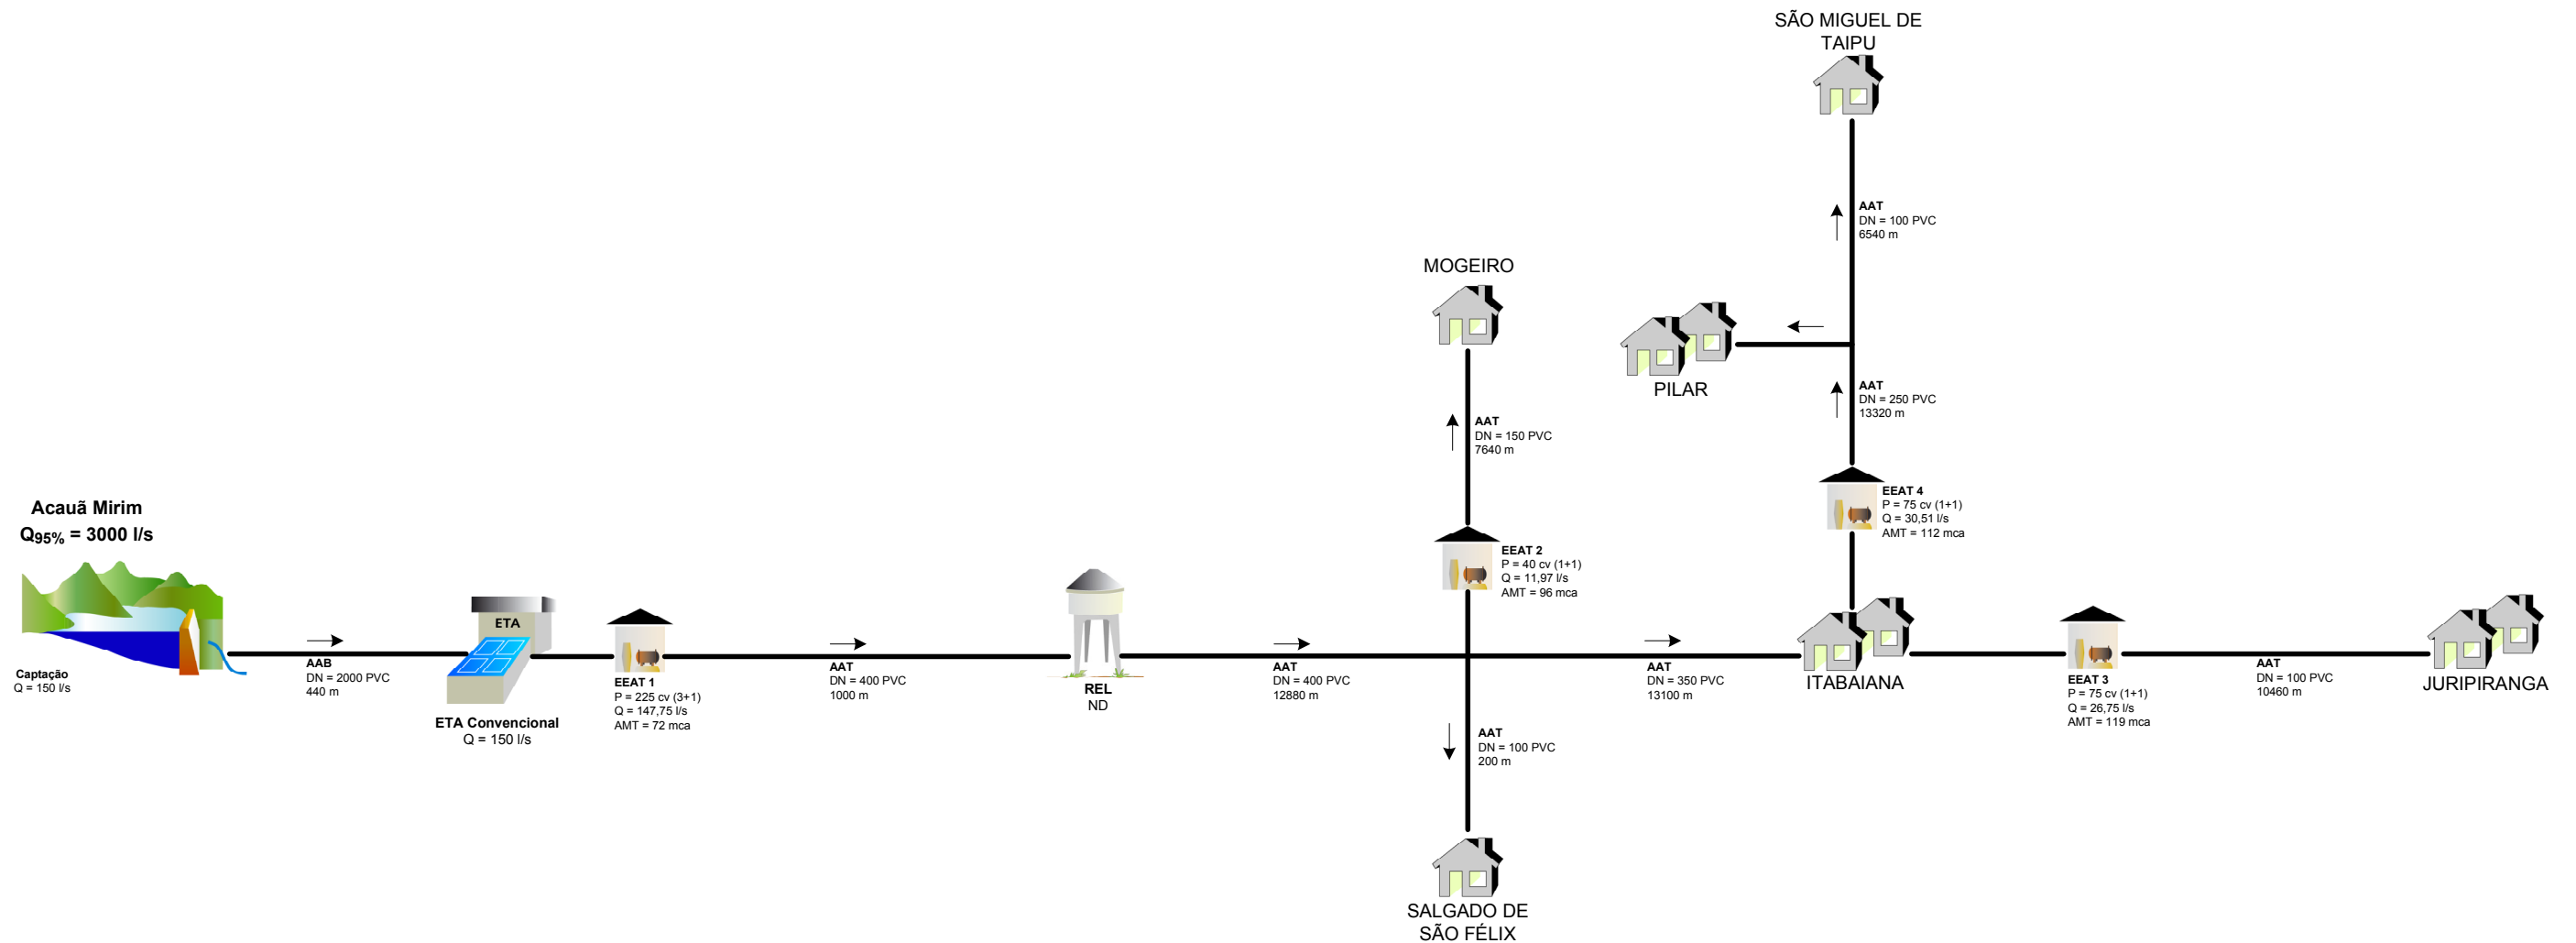 SÃO MIGUEL DE
TAIPU
AAT
DN = 100 PVC
6540 m
MOGEIRO
PILAR
AAT
DN = 250 PVC
13320 m
AAT
DN = 150 PVC
7640 m
EEAT 4
P = 75 cv (1+1)
Q = 30,51 l/s
AMT = 112 mca
Acauã Mirim
Q95% = 3000 l/s
EEAT 2
P = 40 cv (1+1)
Q = 11,97 l/s
AMT = 96 mca
ETA
Captação
Q = 150 l/s
AAB
DN = 2000 PVC
440 m
ETA Convencional
Q = 150 l/s
EEAT 1
P = 225 cv (3+1)
Q = 147,75 l/s
AMT = 72 mca
AAT
DN = 400 PVC
1000 m
REL
ND
AAT
DN = 400 PVC
12880 m
AAT
DN = 350 PVC
13100 m
ITABAIANA
EEAT 3
P = 75 cv (1+1)
Q = 26,75 l/s
AMT = 119 mca
AAT
DN = 100 PVC
10460 m
JURIPIRANGA
AAT
DN = 100 PVC
200 m
SALGADO DE
SÃO FÉLIX